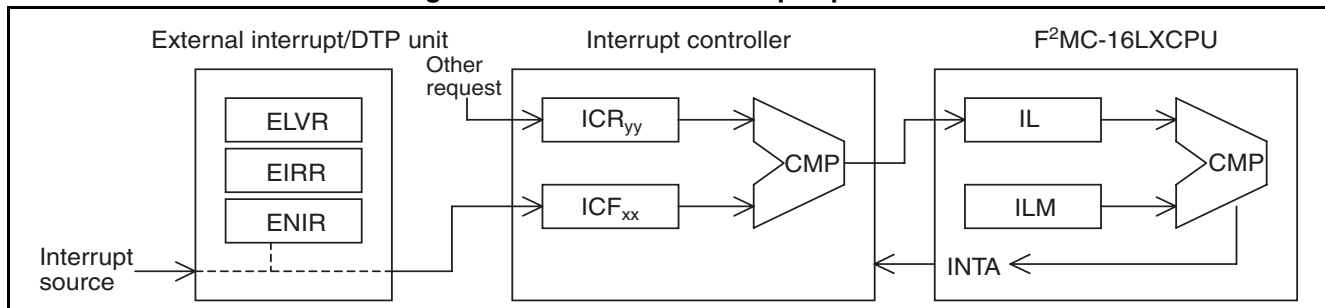 External interrupt/DTP unit
Interrupt controller
F²MC-16LXCPU
Other
request
ELVR
EIRR
ENIR
Interrupt
source
ICRyy
ICFxx
CMP
IL
ILM
CMP
INTA